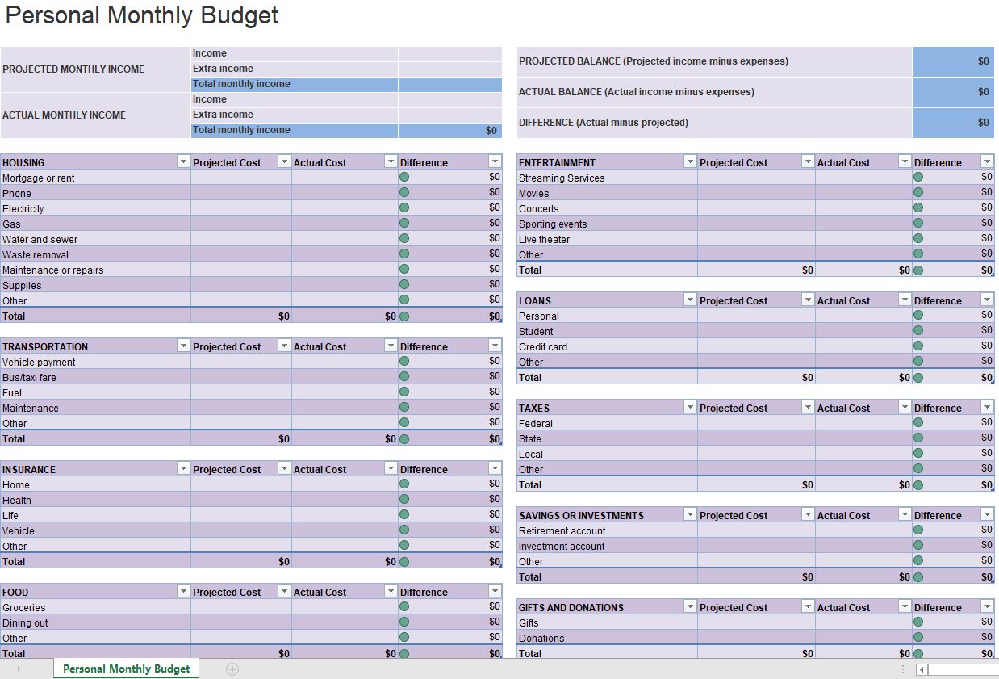 Personal Monthly Budget
PROJECTED MONTHLY INCOME
Income
Extra income
Total monthly income
ACTUAL MONTHLY INCOME
Income
Extra income
Total monthly income $0
PROJECTED BALANCE (Projected income minus expenses) $0
ACTUAL BALANCE (Actual income minus expenses) $0
DIFFERENCE (Actual minus projected) $0
HOUSING Projected Cost Actual Cost Difference
Mortgage or rent $0
Phone $0
Electricity $0
Gas $0
Water and sewer $0
Waste removal $0
Maintenance or repairs $0
Supplies $0
Other $0
Total $0 $0 $0
TRANSPORTATION Projected Cost Actual Cost Difference
Vehicle payment $0
Bus/taxi fare $0
Fuel $0
Maintenance $0
Other $0
Total $0 $0 $0
INSURANCE Projected Cost Actual Cost Difference
Home $0
Health $0
Life $0
Vehicle $0
Other $0
Total $0 $0 $0
FOOD Projected Cost Actual Cost Difference
Groceries $0
Dining out $0
Other $0
Total $0 $0 $0
ENTERTAINMENT Projected Cost Actual Cost Difference
Streaming Services $0
Movies $0
Concerts $0
Sporting events $0
Live theater $0
Other $0
Total $0 $0 $0
LOANS Projected Cost Actual Cost Difference
Personal $0
Student $0
Credit card $0
Other $0
Total $0 $0 $0
TAXES Projected Cost Actual Cost Difference
Federal $0
State $0
Local $0
Other $0
Total $0 $0 $0
SAVINGS OR INVESTMENTS Projected Cost Actual Cost Difference
Retirement account $0
Investment account $0
Other $0
Total $0 $0 $0
GIFTS AND DONATIONS Projected Cost Actual Cost Difference
Gifts $0
Donations $0
Total $0 $0 $0
Personal Monthly Budget